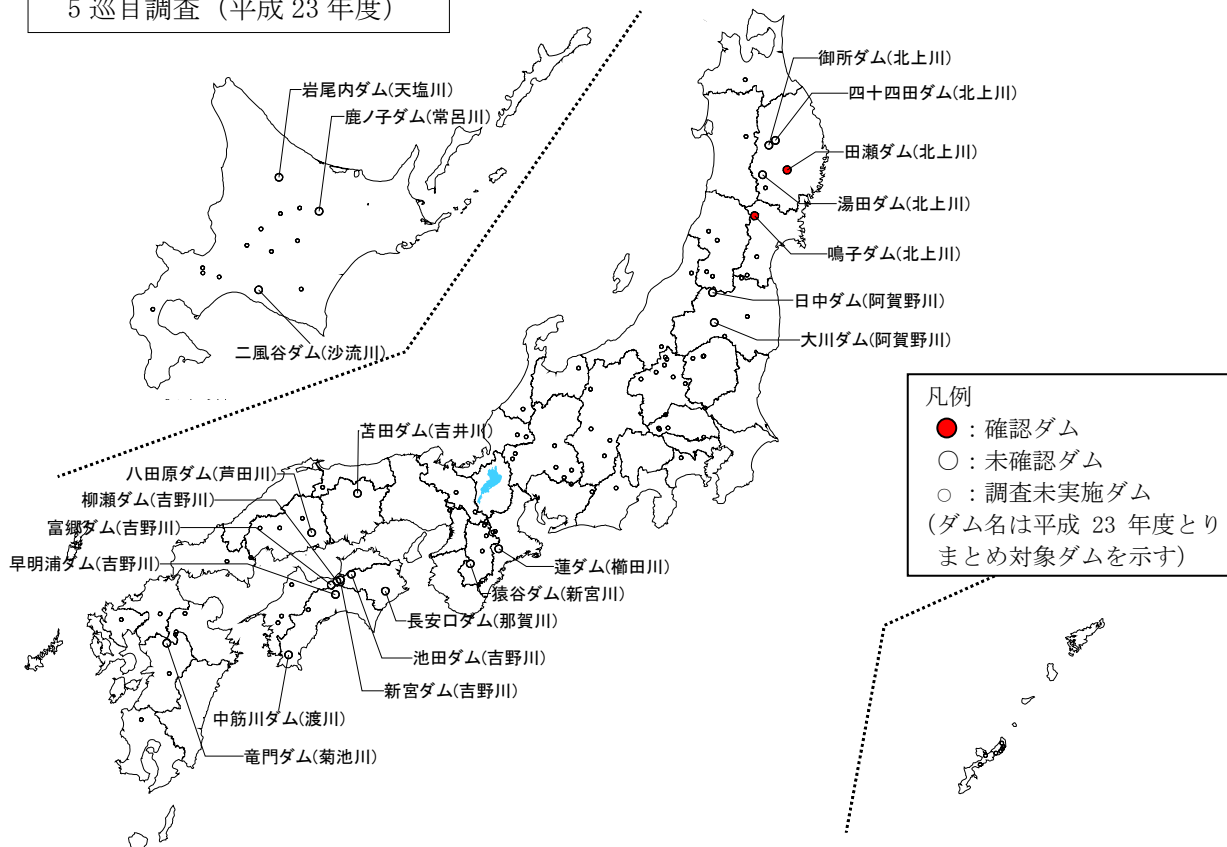 5 巡目調査（平成 23 年度）
岩尾内ダム(天塩川)
鹿ノ子ダム(常呂川)
二風谷ダム(沙流川)
御所ダム(北上川)
四十四田ダム(北上川)
田瀬ダム(北上川)
湯田ダム(北上川)
鳴子ダム(北上川)
日中ダム(阿賀野川)
大川ダム(阿賀野川)
苫田ダム(吉井川)
八田原ダム(芦田川)
柳瀬ダム(吉野川)
富郷ダム(吉野川)
早明浦ダム(吉野川)
蓮ダム(櫛田川)
猿谷ダム(新宮川)
長安口ダム(那賀川)
池田ダム(吉野川)
新宮ダム(吉野川)
中筋川ダム(渡川)
竜門ダム(菊池川)
凡例
●：確認ダム
○：未確認ダム
○：調査未実施ダム
(ダム名は平成 23 年度とり
まとめ対象ダムを示す)